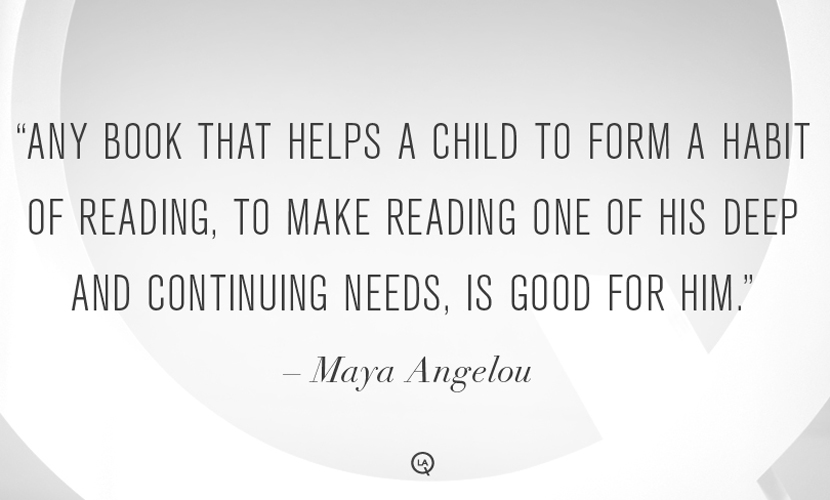 “ANY BOOK THAT HELPS A CHILD TO FORM A HABIT
OF READING, TO MAKE READING ONE OF HIS DEEP
AND CONTINUING NEEDS, IS GOOD FOR HIM.”
– Maya Angelou
LA